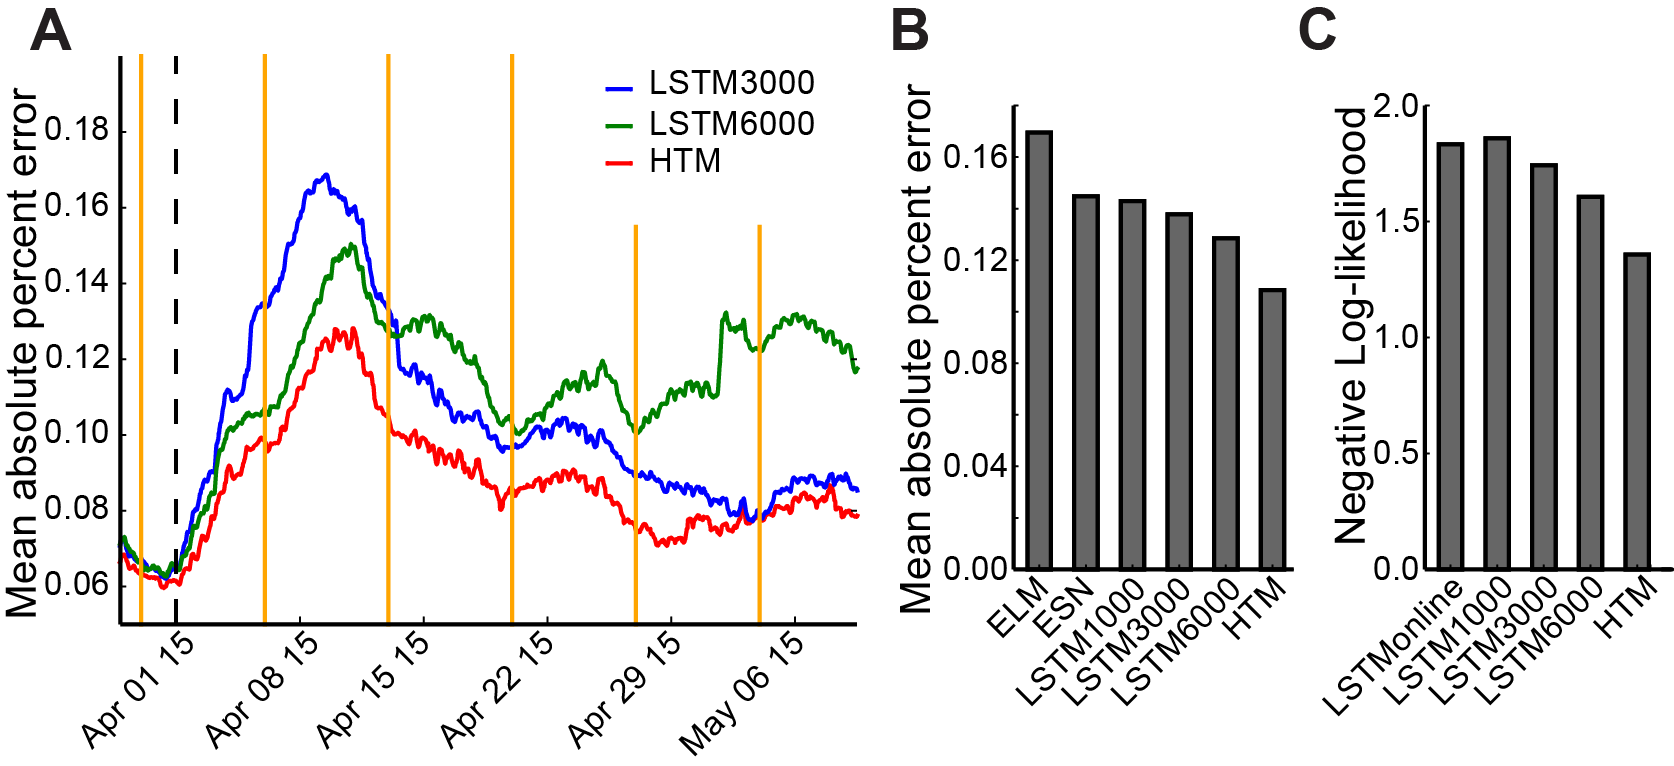 A
Mean absolute percent error
0.18
0.16
0.14
0.12
0.10
0.08
0.06
LSTM3000
LSTM6000
HTM
Apr 01 15
Apr 08 15
Apr 15 15
Apr 22 15
Apr 29 15
May 06 15
B
Mean absolute percent error
0.16
0.12
0.08
0.04
0.00
ELM
ESN
LSTM1000
LSTM3000
LSTM6000
HTM
C
Negative Log-likelihood
2.0
1.5
1.0
0.5
0.0
LSTMonline
LSTM1000
LSTM3000
LSTM6000
HTM